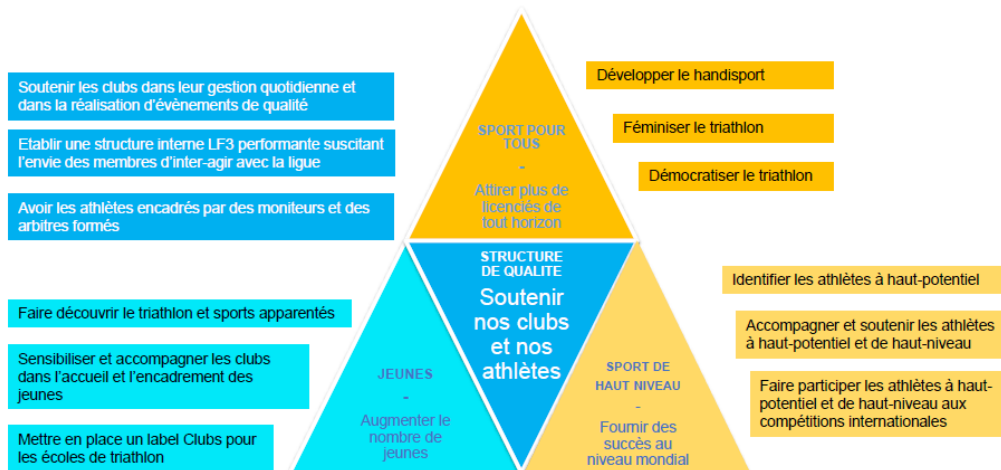 Soutenir les clubs dans leur gestion quotidienne et
dans la réalisation d'évènements de qualité
Etablir une structure interne LF3 performante suscitant
l'envie des membres d'inter-agir avec la ligue
Avoir les athlètes encadrés par des moniteurs et des
arbitres formés
SPORT POUR
TOUS
-
Attirer plus de
licenciés de
tout horizon
Développer le handisport
Féminiser le triathlon
Démocratiser le triathlon
STRUCTURE
DE QUALITE
Soutenir
nos clubs
et nos
athlètes
Faire découvrir le triathlon et sports apparentés
Sensibiliser et accompagner les clubs
dans l'accueil et l'encadrement des
jeunes
Mettre en place un label Clubs pour
les écoles de triathlon
JEUNES
-
Augmenter le
nombre de
jeunes
SPORT DE
HAUT NIVEAU
-
Fournir des
succès au
niveau mondial
Identifier les athlètes à haut-potentiel
Accompagner et soutenir les athlètes
à haut-potentiel et de haut-niveau
Faire participer les athlètes à haut-
potentiel et de haut-niveau aux
compétitions internationales